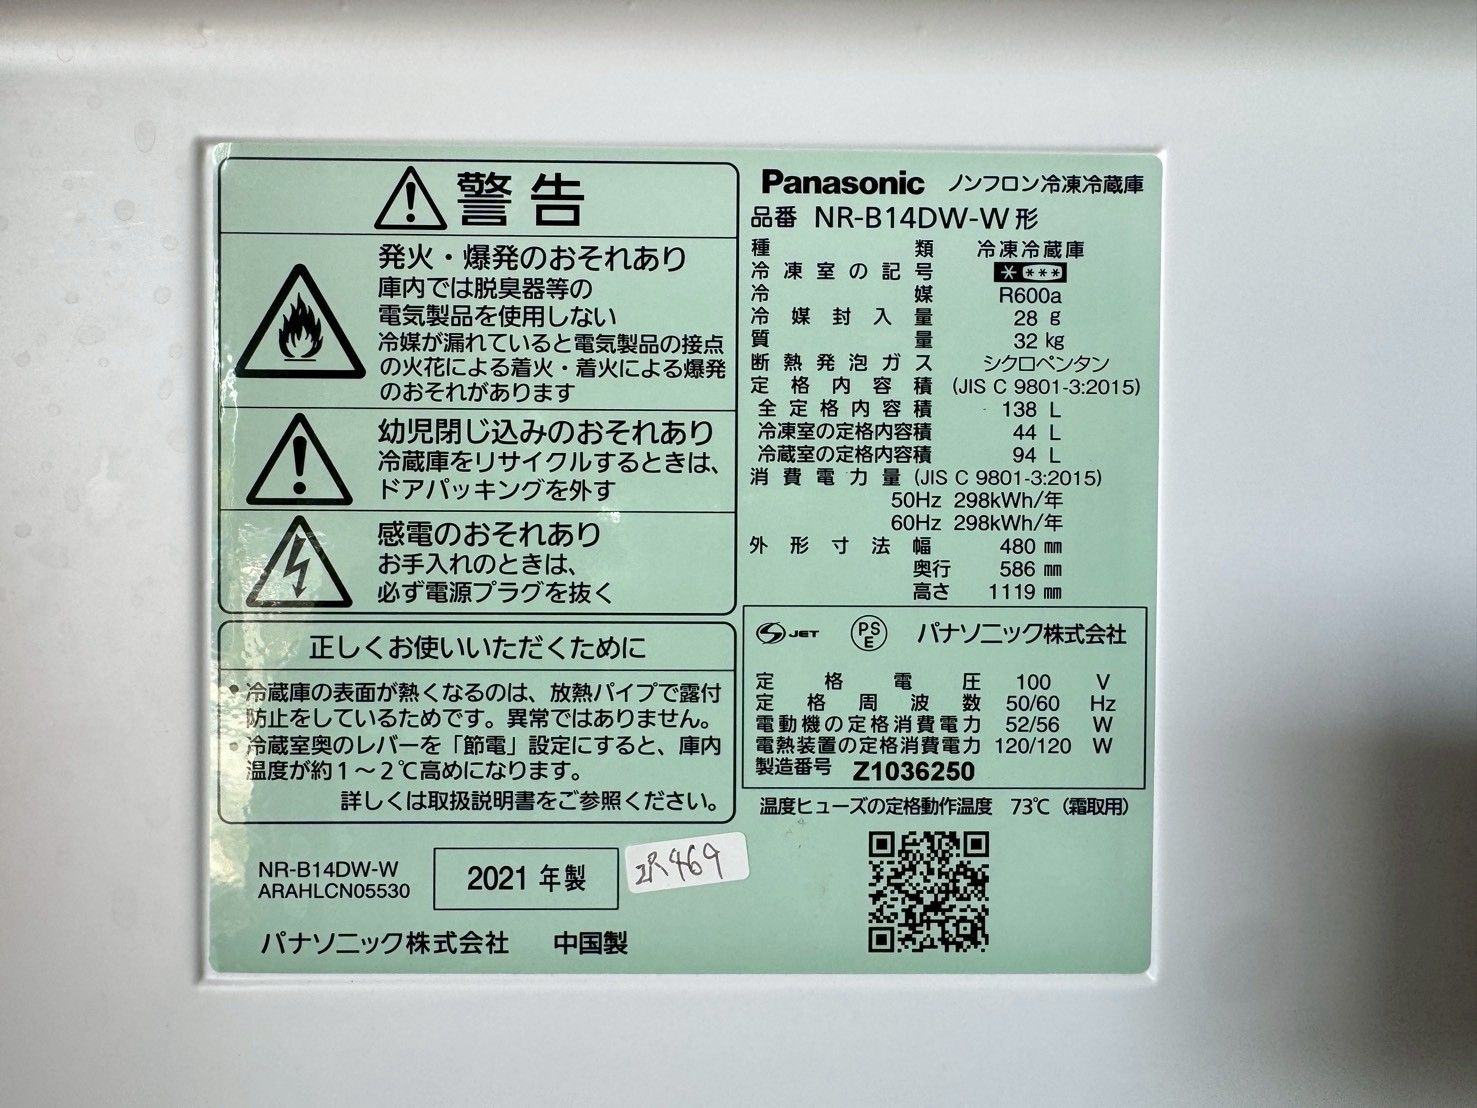 警告
発火・爆発のおそれあり
庫内では脱臭器等の
電気製品を使用しない
冷媒が漏れていると電気製品の接点
の火花による着火・着火による爆発
のおそれがあります
幼児閉じ込みのおそれあり
冷蔵庫をリサイクルするときは、
ドアパッキングを外す
感電のおそれあり
お手入れのときは、
必ず電源プラグを抜く
正しくお使いいただくために
・冷蔵庫の表面が熱くなるのは、放熱パイプで露付
防止をしているためです。異常ではありません。
・冷蔵室奥のレバーを「節電」設定にすると、庫内
温度が約1～2℃高めになります。
詳しくは取扱説明書をご参照ください。
NR-B14DW-W
ARAHLCN05530
2021 年製
パナソニック株式会社 中国製
Panasonic ノンフロン冷凍冷蔵庫
品番 NR-B14DW-W形
種類 冷凍冷蔵庫
冷凍室の記号 ＊＊＊＊
冷媒 R600a
冷媒封入量 28 g
質量 32 kg
断熱発泡ガス シクロペンタン
定格内容積 (JIS C 9801-3:2015)
全定格内容積 138 L
冷凍室の定格内容積 44 L
冷蔵室の定格内容積 94 L
消費電力量 (JIS C 9801-3:2015)
50Hz 298kWh/年
60Hz 298kWh/年
外形寸法 幅 480 mm
奥行 586 mm
高さ 1119 mm
S JET PSE パナソニック株式会社
定格電圧 100 V
定格周波数 50/60 Hz
電動機の定格消費電力 52/56 W
電熱装置の定格消費電力 120/120 W
製造番号 Z1036250
温度ヒューズの定格動作温度 73℃ (霜取用)